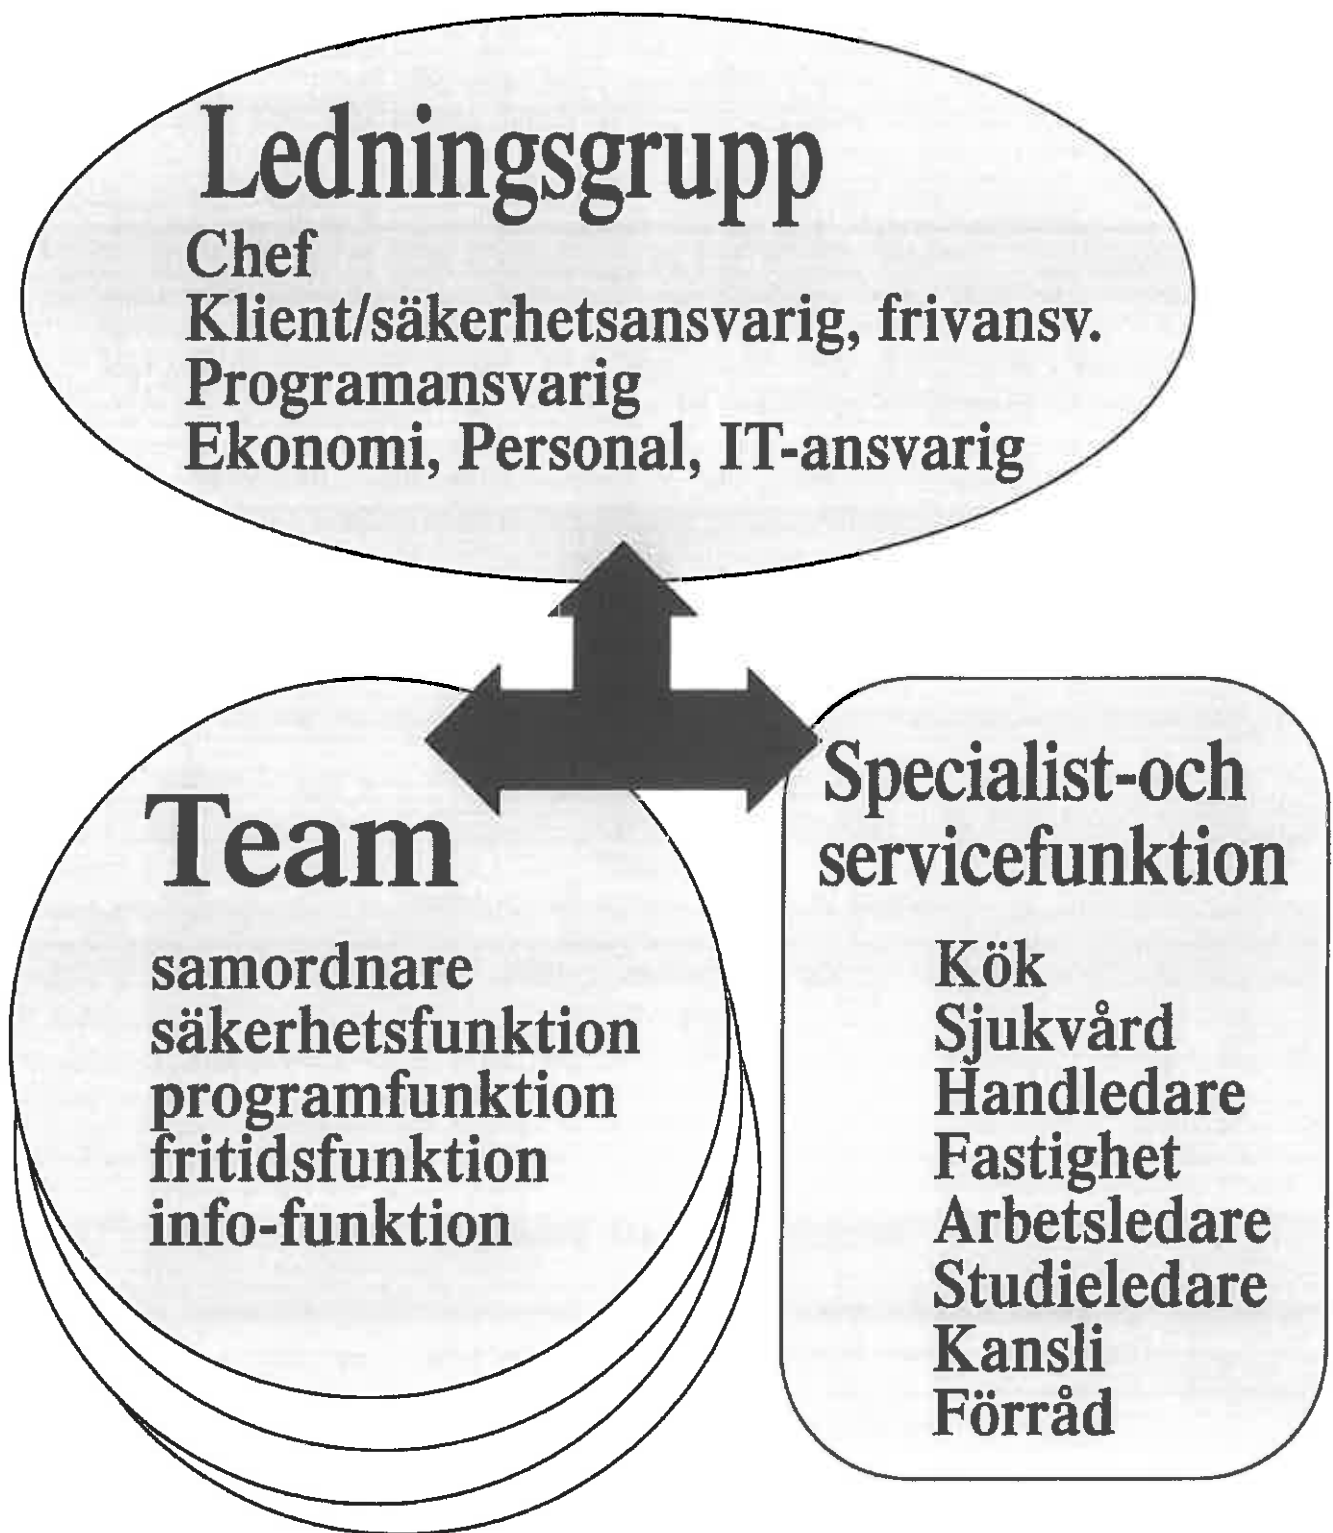 Ledningsgrupp
Chef
Klient/säkerhetsansvarig, frivansv.
Programansvarig
Ekonomi, Personal, IT-ansvarig
Team
samordnare
säkerhetsfunktion
programfunktion
fritidsfunktion
info-funktion
Specialist-och
servicefunktion
Kök
Sjukvård
Handledare
Fastighet
Arbetsledare
Studieledare
Kansli
Förråd